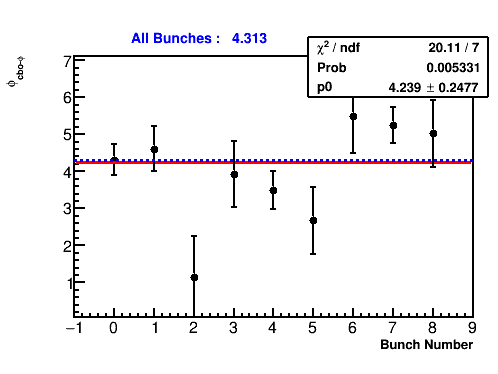 All Bunches : 4.313
χ² / ndf 20.11 / 7
Prob 0.005331
p0 4.239 ± 0.2477
ϕcbo-ϕ
7
6
5
4
3
2
1
−1 0 1 2 3 4 5 6 7 8 9
Bunch Number